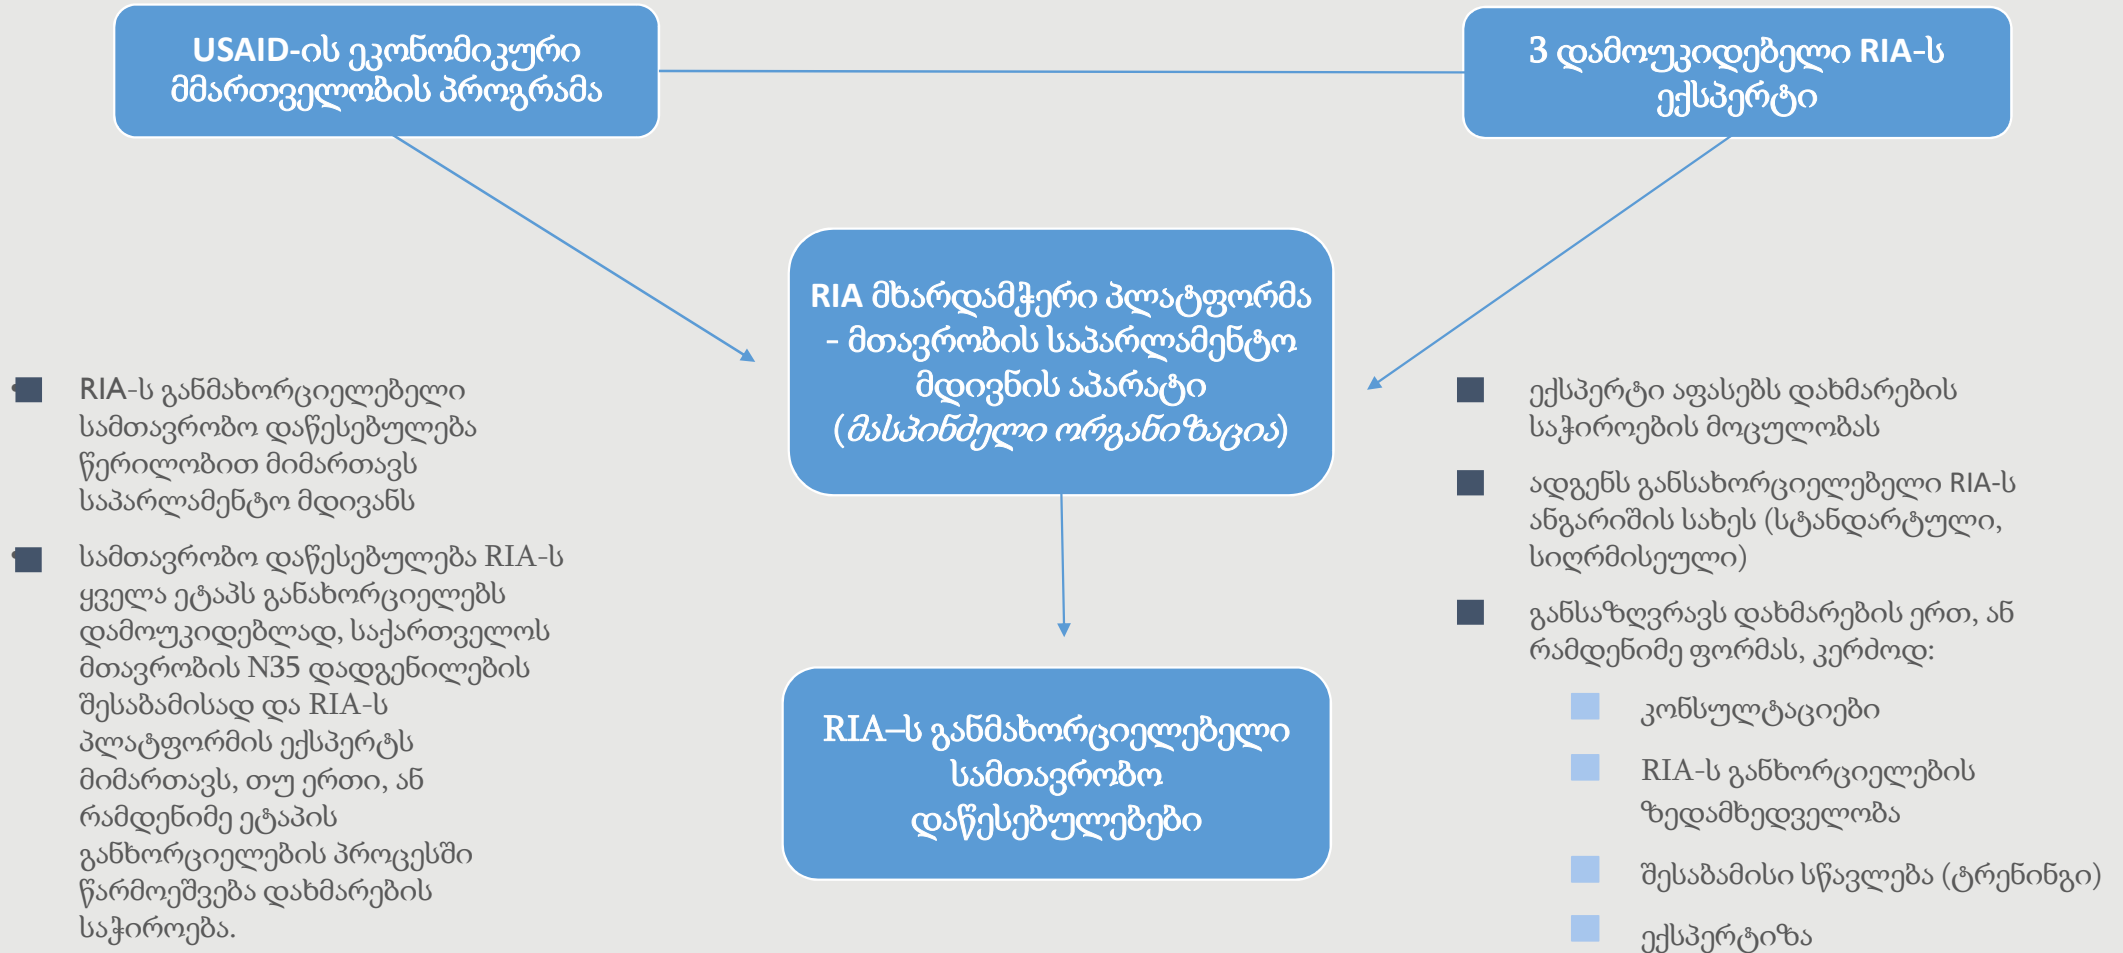 USAID-ის ეკონომიკური
მმართველობის პროგრამა
3 დამოუკიდებელი RIA-ს
ექსპერტი
RIA მხარდამჭერი პლატფორმა
- მთავრობის საპარლამენტო
მდივნის აპარატი
(მასპინძელი ორგანიზაცია)
RIA–ს განმახორციელებელი
სამთავრობო
დაწესებულებები
RIA-ს განმახორციელებელი
სამთავრობო დაწესებულება
წერილობით მიმართავს
საპარლამენტო მდივანს
სამთავრობო დაწესებულება RIA-ს
ყველა ეტაპს განახორციელებს
დამოუკიდებლად, საქართველოს
მთავრობის N35 დადგენილების
შესაბამისად და RIA-ს
პლატფორმის ექსპერტს
მიმართავს, თუ ერთი, ან
რამდენიმე ეტაპის
განხორციელების პროცესში
წარმოეშვება დახმარების
საჭიროება.
ექსპერტი აფასებს დახმარების
საჭიროების მოცულობას
ადგენს განსახორციელებელი RIA-ს
ანგარიშის სახეს (სტანდარტული,
სიღრმისეული)
განსაზღვრავს დახმარების ერთ, ან
რამდენიმე ფორმას, კერძოდ:
კონსულტაციები
RIA-ს განხორციელების
ზედამხედველობა
შესაბამისი სწავლება (ტრენინგი)
ექსპერტიზა